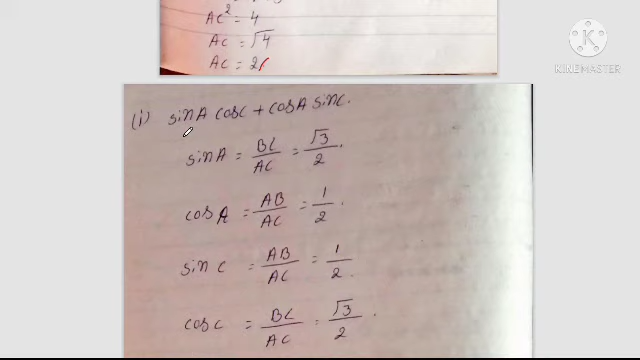 AC² = 4
AC = √4
AC = 2
KINEMASTER
(i) sinA cosC + cosA sinC.
sinA = BC/AC = √3/2.
cosA = AB/AC = 1/2.
sinC = AB/AC = 1/2.
cosC = BC/AC = √3/2.